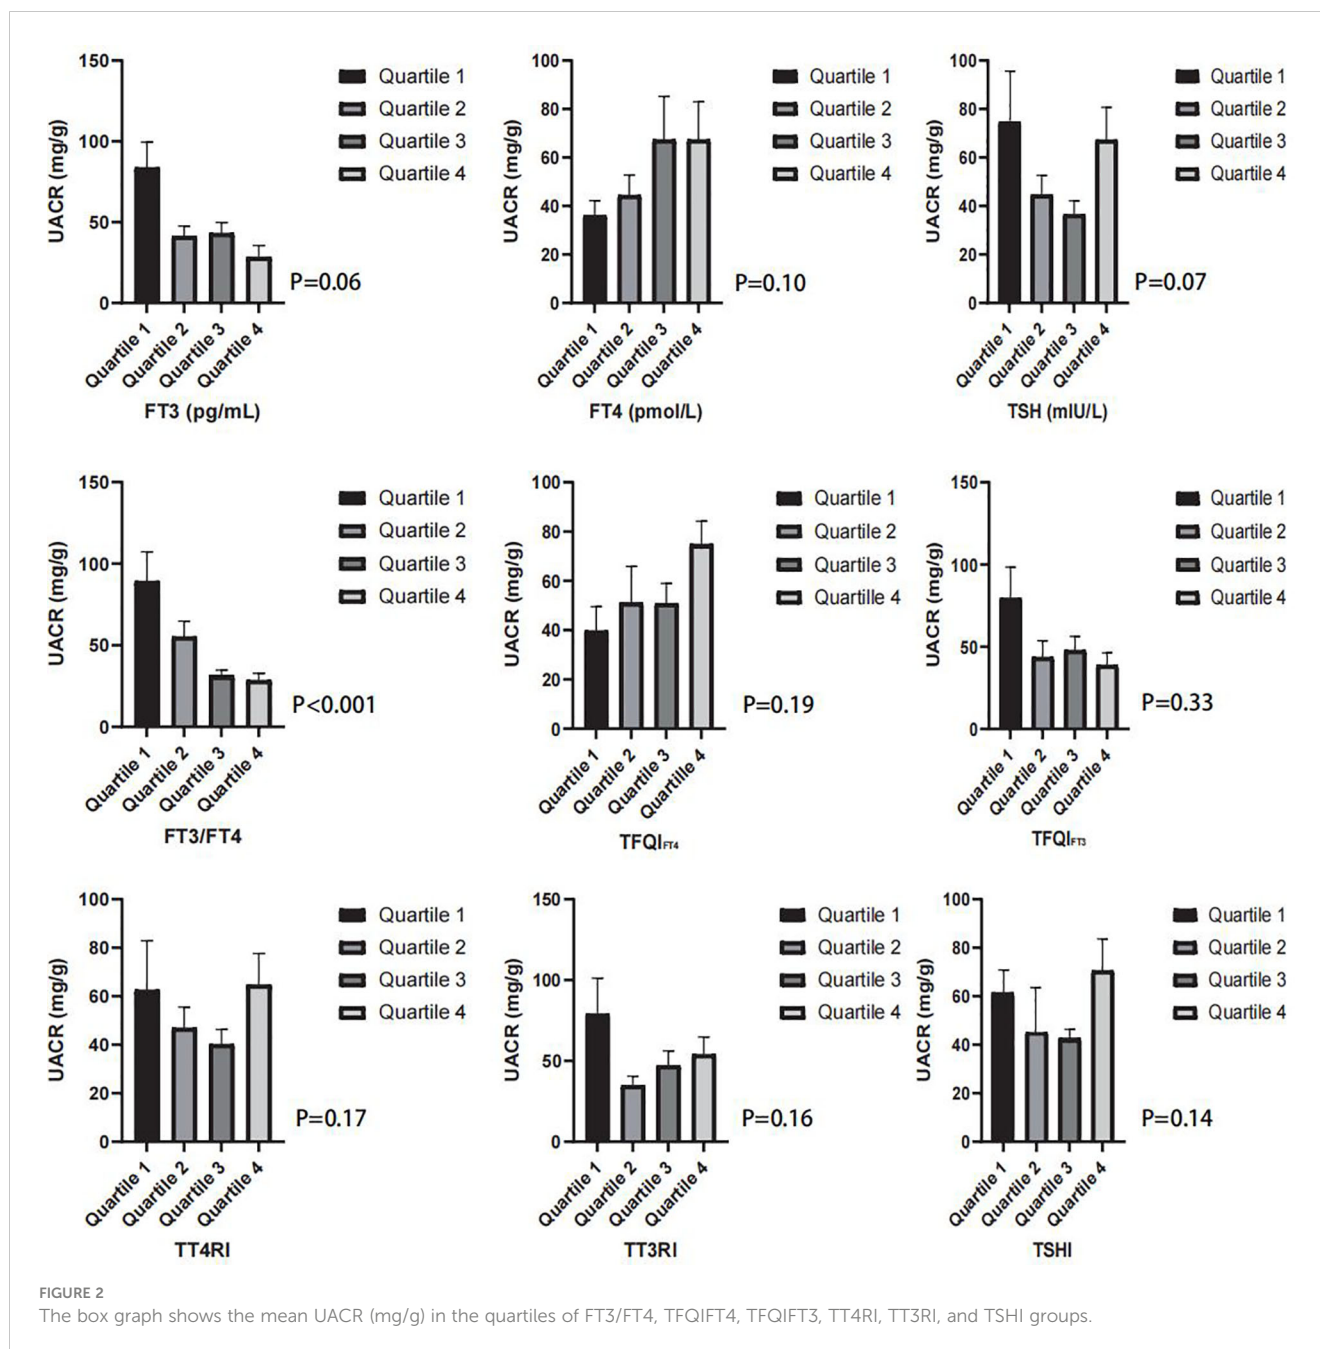 150
100
50
0
UACR (mg/g)
Quartile 1
Quartile 2
Quartile 3
Quartile 4
P=0.06
Quartile 1
Quartile 2
Quartile 3
Quartile 4
FT3 (pg/mL)
100
80
60
40
20
0
UACR (mg/g)
Quartile 1
Quartile 2
Quartile 3
Quartile 4
P=0.10
Quartile 1
Quartile 2
Quartile 3
Quartile 4
FT4 (pmol/L)
100
80
60
40
20
0
UACR (mg/g)
Quartile 1
Quartile 2
Quartile 3
Quartile 4
P=0.07
Quartile 1
Quartile 2
Quartile 3
Quartile 4
TSH (mIU/L)
150
100
50
0
UACR (mg/g)
Quartile 1
Quartile 2
Quartile 3
Quartile 4
P<0.001
Quartile 1
Quartile 2
Quartile 3
Quartile 4
FT3/FT4
100
80
60
40
20
0
UACR (mg/g)
Quartile 1
Quartile 2
Quartile 3
Quartille 4
P=0.19
Quartile 1
Quartile 2
Quartile 3
Quartille 4
TFQIFT4
150
100
50
0
UACR (mg/g)
Quartile 1
Quartile 2
Quartile 3
Quartile 4
P=0.33
Quartile 1
Quartile 2
Quartile 3
Quartile 4
TFQIFT3
100
80
60
40
20
0
UACR (mg/g)
Quartile 1
Quartile 2
Quartile 3
Quartile 4
P=0.17
Quartile 1
Quartile 2
Quartile 3
Quartile 4
TT4RI
150
100
50
0
UACR (mg/g)
Quartile 1
Quartile 2
Quartile 3
Quartile 4
P=0.16
Quartile 1
Quartile 2
Quartile 3
Quartile 4
TT3RI
100
80
60
40
20
0
UACR (mg/g)
Quartile 1
Quartile 2
Quartile 3
Quartile 4
P=0.14
Quartile 1
Quartile 2
Quartile 3
Quartile 4
TSHI
FIGURE 2
The box graph shows the mean UACR (mg/g) in the quartiles of FT3/FT4, TFQIFT4, TFQIFT3, TT4RI, TT3RI, and TSHI groups.